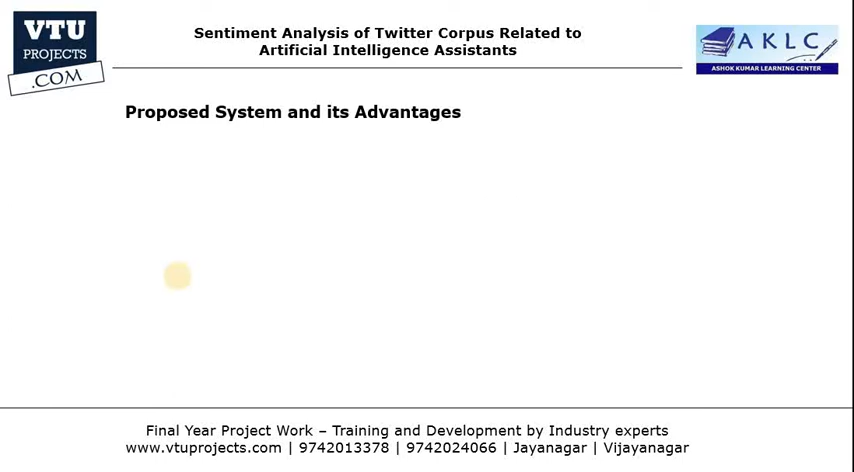 VTU
PROJECTS
.COM
Sentiment Analysis of Twitter Corpus Related to
Artificial Intelligence Assistants
AKLC
ASHOK KUMAR LEARNING CENTER
Proposed System and its Advantages
Final Year Project Work – Training and Development by Industry experts
www.vtuprojects.com | 9742013378 | 9742024066 | Jayanagar | Vijayanagar